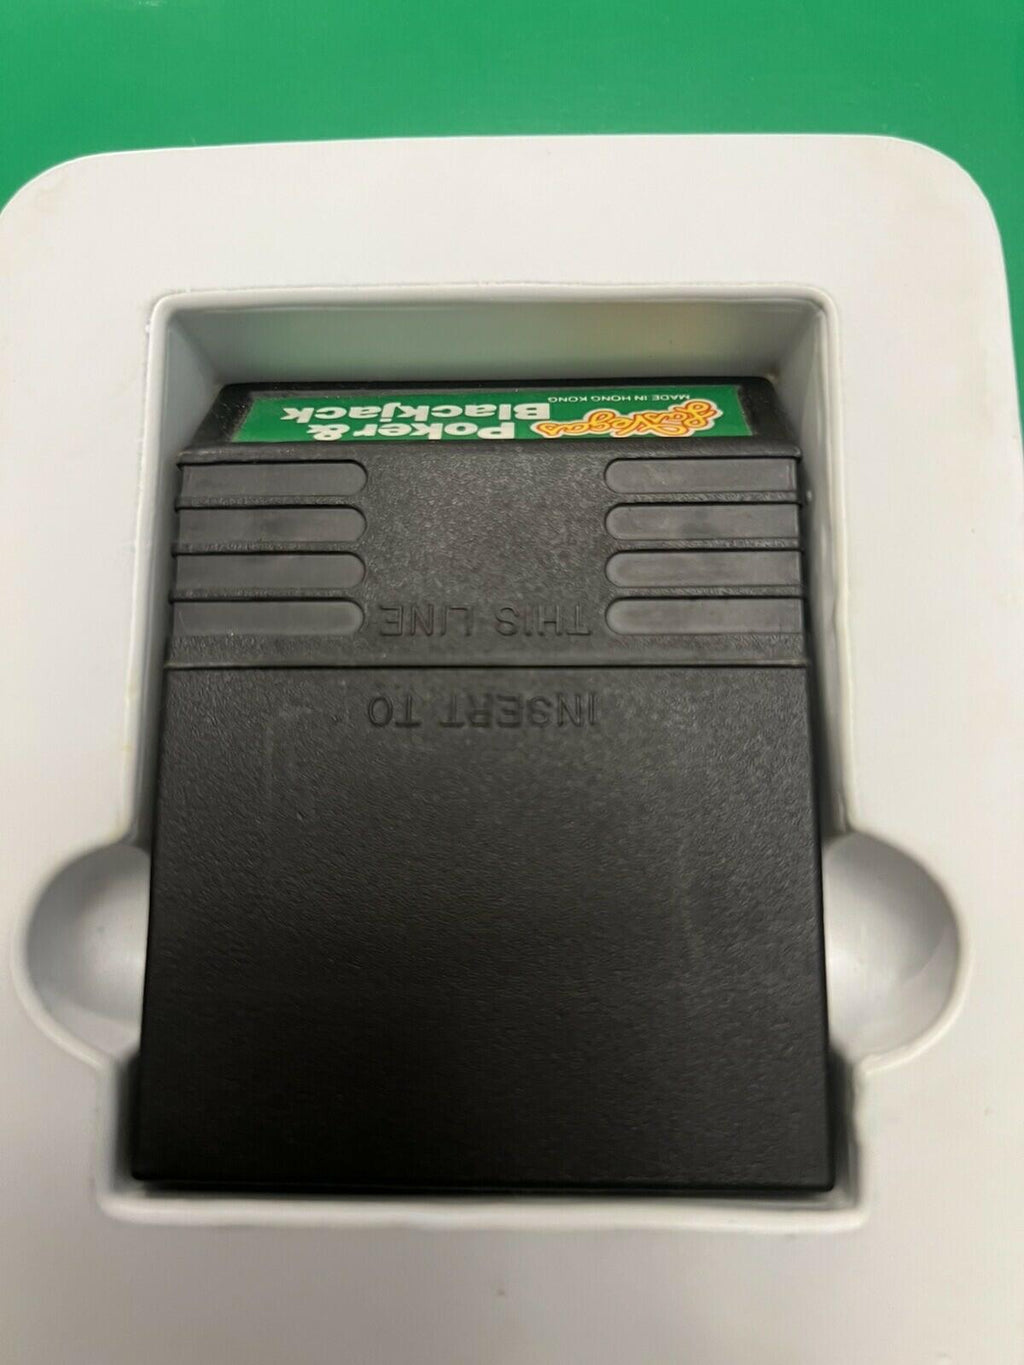 Las Vegas
Poker &
Blackjack
MADE IN HONG KONG
INSERT TO
THIS LINE